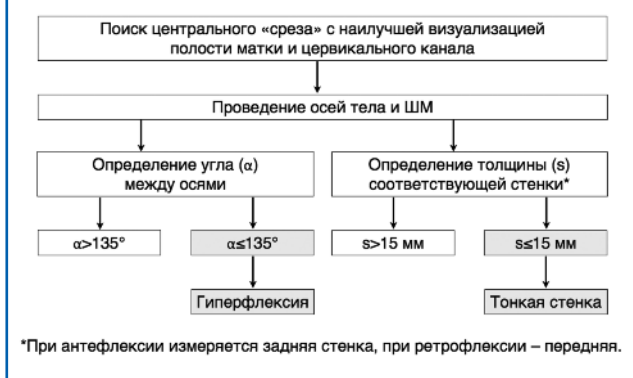 Поиск центрального «среза» с наилучшей визуализацией
полости матки и цервикального канала
Проведение осей тела и ШМ
Определение угла (α)
между осями
Определение толщины (s)
соответствующей стенки*
α>135°
α≤135°
s>15 мм
s≤15 мм
Гиперфлексия
Тонкая стенка
*При антефлексии измеряется задняя стенка, при ретрофлексии – передняя.